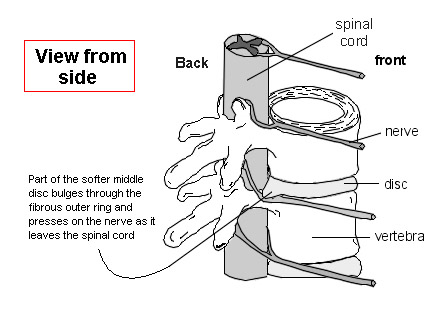 View from
side
spinal
cord
Back
front
nerve
disc
vertebra
Part of the softer middle
disc bulges through the
fibrous outer ring and
presses on the nerve as it
leaves the spinal cord